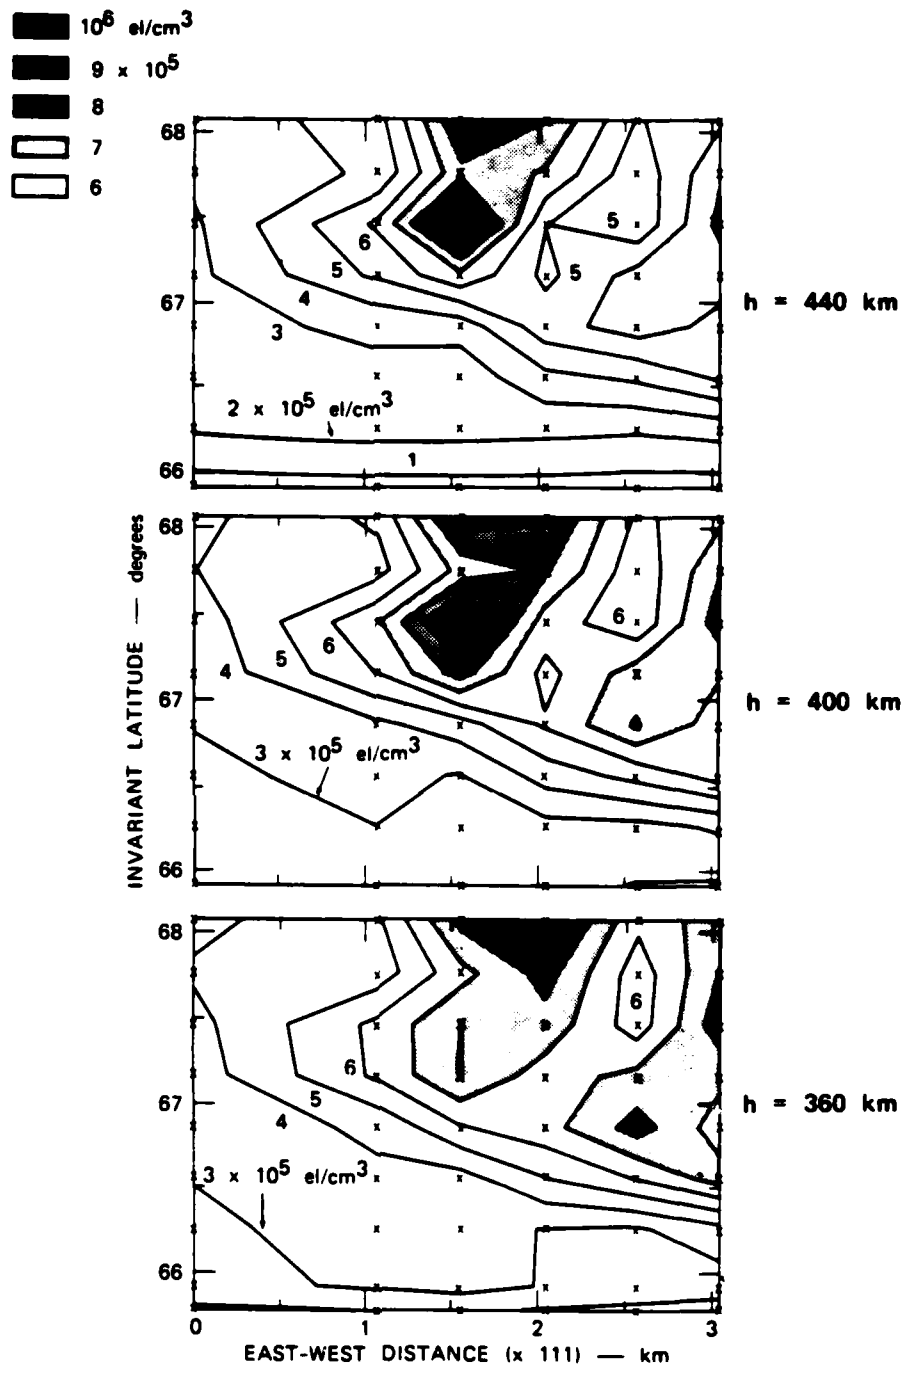 10^6 el/cm^3
9 x 10^5
8
7
6
68
67
66
6
5
4
3
5
5
2 x 10^5 el/cm^3
1
h = 440 km
INVARIANT LATITUDE — degrees
68
67
66
6
5
4
6
3 x 10^5 el/cm^3
h = 400 km
68
67
66
6
6
5
4
3 x 10^5 el/cm^3
h = 360 km
0 1 2 3
EAST-WEST DISTANCE (x 111) — km